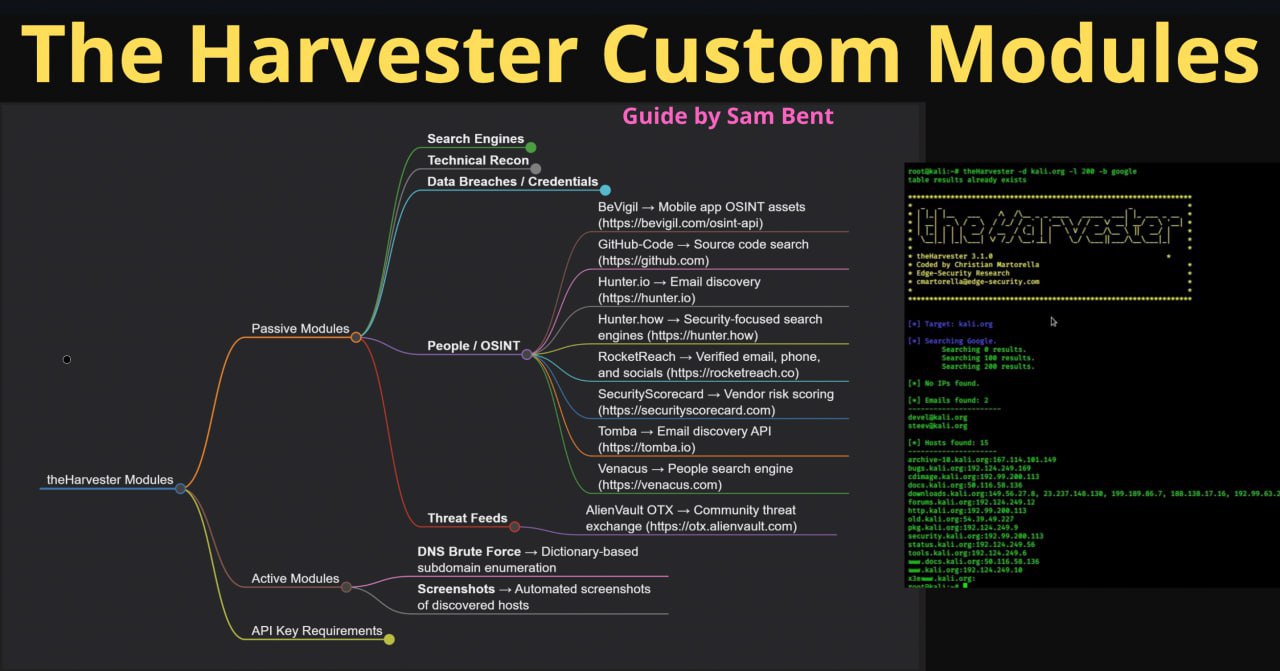 The Harvester Custom Modules
Guide by Sam Bent
theHarvester Modules
Passive Modules
Search Engines
Technical Recon
Data Breaches / Credentials
People / OSINT
BeVigil → Mobile app OSINT assets
(https://bevigil.com/osint-api)
GitHub-Code → Source code search
(https://github.com)
Hunter.io → Email discovery
(https://hunter.io)
Hunter.how → Security-focused search
engines (https://hunter.how)
RocketReach → Verified email, phone,
and socials (https://rocketreach.co)
SecurityScorecard → Vendor risk scoring
(https://securityscorecard.com)
Tomba → Email discovery API
(https://tomba.io)
Venacus → People search engine
(https://venacus.com)
Threat Feeds
AlienVault OTX → Community threat
exchange (https://otx.alienvault.com)
Active Modules
DNS Brute Force → Dictionary-based
subdomain enumeration
Screenshots → Automated screenshots
of discovered hosts
API Key Requirements
root@kali:~# theHarvester -d kali.org -l 200 -b google
table results already exists
theHarvester
* theHarvester 3.1.0 *
* Coded by Christian Martorella *
* Edge-Security Research *
* cmartorella@edge-security.com *
[*] Target: kali.org
[*] Searching Google.
Searching 0 results.
Searching 100 results.
Searching 200 results.
[*] No IPs found.
[*] Emails found: 2
----------------------
devel@kali.org
steev@kali.org
[*] Hosts found: 15
---------------------
archive-10.kali.org:167.114.101.149
bugs.kali.org:192.124.249.169
cdimage.kali.org:192.99.200.113
docs.kali.org:50.116.58.136
downloads.kali.org:149.56.27.8, 23.237.148.130, 199.189.86.7, 188.138.17.16, 192.99.63.2
forums.kali.org:192.124.249.12
http.kali.org:192.99.200.113
old.kali.org:54.39.49.227
pkg.kali.org:192.124.249.9
security.kali.org:192.99.200.113
status.kali.org:192.124.249.56
tools.kali.org:192.124.249.6
www.docs.kali.org:50.116.58.136
www.kali.org:192.124.249.10
x3ewww.kali.org:
root@kali:~#